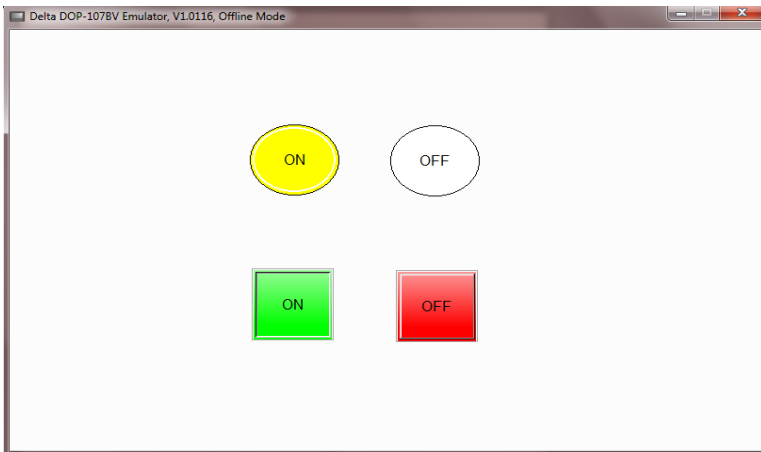 Delta DOP-107BV Emulator, V1.0116, Offline Mode
ON OFF
ON OFF